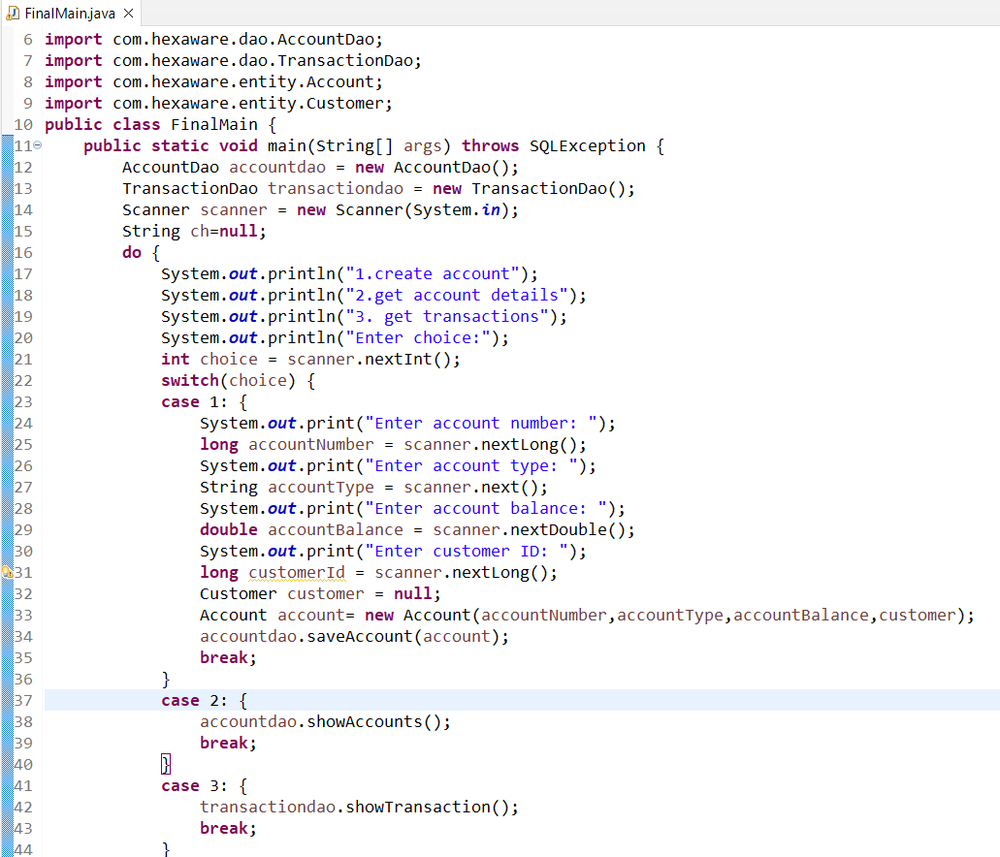 FinalMain.java
6 import com.hexaware.dao.AccountDao;
7 import com.hexaware.dao.TransactionDao;
8 import com.hexaware.entity.Account;
9 import com.hexaware.entity.Customer;
10 public class FinalMain {
11 public static void main(String[] args) throws SQLException {
12 AccountDao accountdao = new AccountDao();
13 TransactionDao transactiondao = new TransactionDao();
14 Scanner scanner = new Scanner(System.in);
15 String ch=null;
16 do {
17 System.out.println("1.create account");
18 System.out.println("2.get account details");
19 System.out.println("3. get transactions");
20 System.out.println("Enter choice:");
21 int choice = scanner.nextInt();
22 switch(choice) {
23 case 1: {
24 System.out.print("Enter account number: ");
25 long accountNumber = scanner.nextLong();
26 System.out.print("Enter account type: ");
27 String accountType = scanner.next();
28 System.out.print("Enter account balance: ");
29 double accountBalance = scanner.nextDouble();
30 System.out.print("Enter customer ID: ");
31 long customerId = scanner.nextLong();
32 Customer customer = null;
33 Account account= new Account(accountNumber,accountType,accountBalance,customer);
34 accountdao.saveAccount(account);
35 break;
36 }
37 case 2: {
38 accountdao.showAccounts();
39 break;
40 }
41 case 3: {
42 transactiondao.showTransaction();
43 break;
44 }